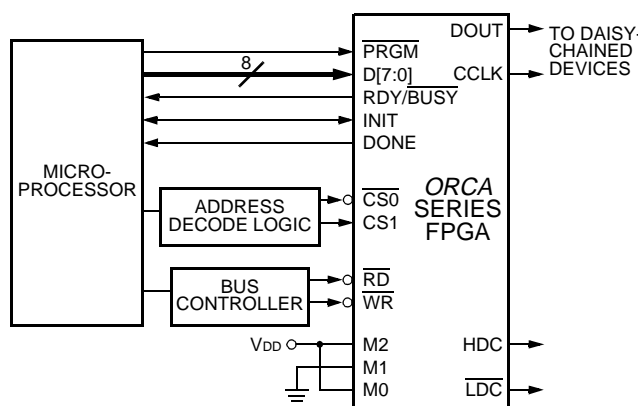 MICRO-
PROCESSOR
8
ADDRESS
DECODE LOGIC
BUS
CONTROLLER
VDD
PRGM
D[7:0]
RDY/BUSY
INIT
DONE
CS0
CS1
RD
WR
M2
M1
M0
ORCA
SERIES
FPGA
DOUT
CCLK
HDC
LDC
TO DAISY-
CHAINED
DEVICES